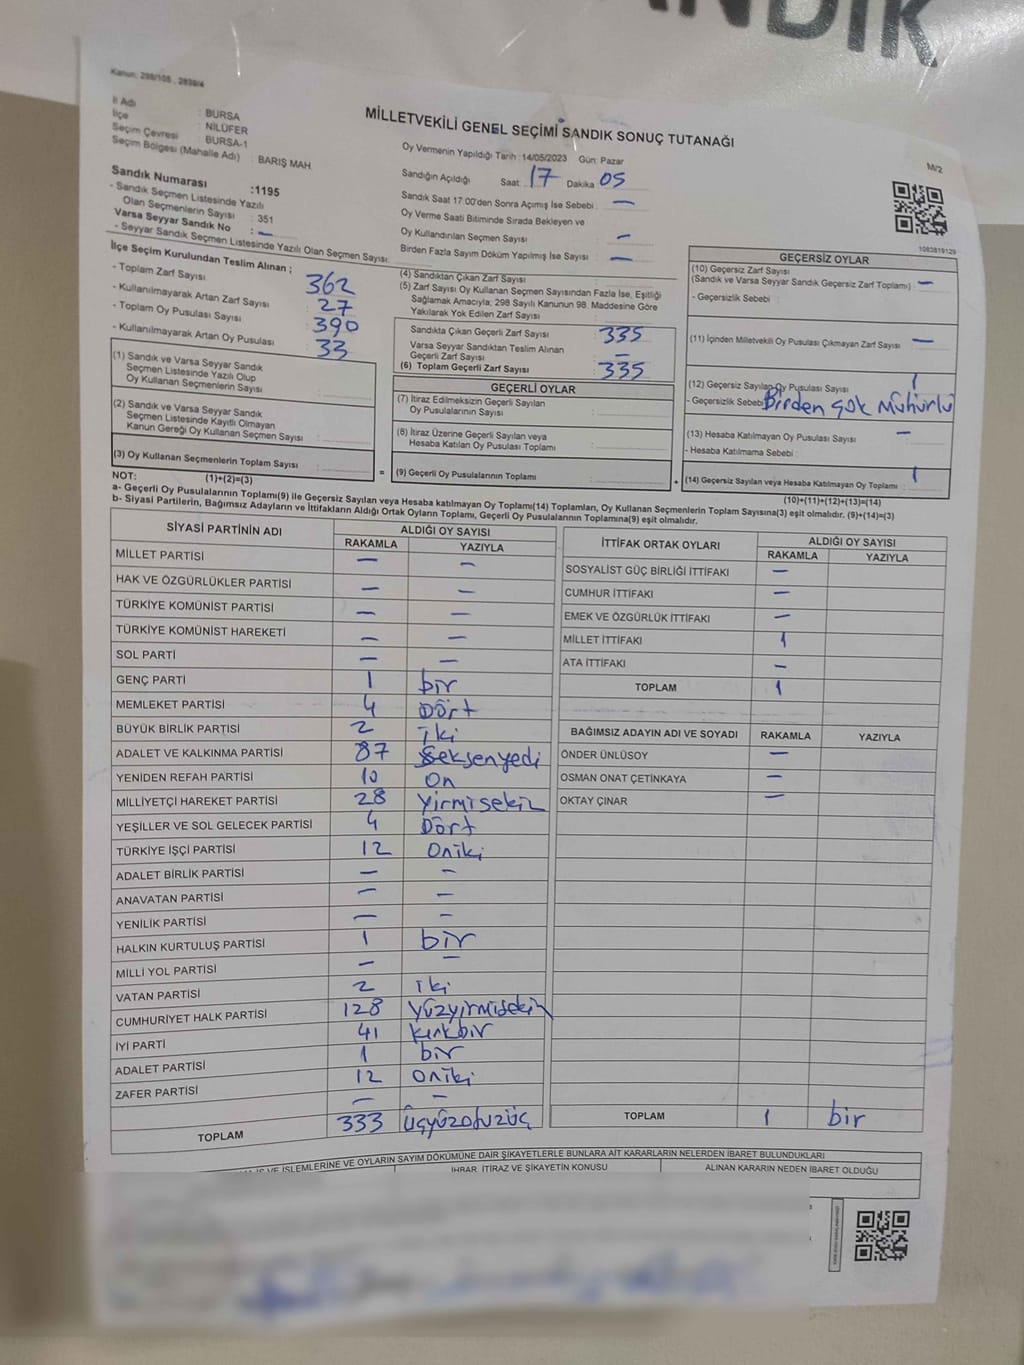 ANDIK
Kanun: 298/105 , 2839/4
İl Adı : BURSA
İlçe : NİLÜFER
Seçim Çevresi : BURSA-1
Seçim Bölgesi (Mahalle Adı) : BARIŞ MAH.
Sandık Numarası :1195
- Sandık Seçmen Listesinde Yazılı
Olan Seçmenlerin Sayısı : 351
Varsa Seyyar Sandık No : —
- Seyyar Sandık Seçmen Listesinde Yazılı Olan Seçmen Sayısı:
İlçe Seçim Kurulundan Teslim Alınan ;
- Toplam Zarf Sayısı : 362
- Kullanılmayarak Artan Zarf Sayısı : 27
- Toplam Oy Pusulası Sayısı : 390
- Kullanılmayarak Artan Oy Pusulası : 33
MİLLETVEKİLİ GENEL SEÇİMİ SANDIK SONUÇ TUTANAĞI
Oy Vermenin Yapıldığı Tarih :14/05/2023 Gün: Pazar
Sandığın Açıldığı Saat : 17 Dakika : 05
Sandık Saat 17:00'den Sonra Açımış İse Sebebi : —
Oy Verme Saati Bitiminde Sırada Bekleyen ve
Oy Kullandırılan Seçmen Sayısı : —
Birden Fazla Sayım Döküm Yapılmış İse Sayısı : —
M/2
1083819129
(1) Sandık ve Varsa Seyyar Sandık
Seçmen Listesinde Yazılı Olup
Oy Kullanan Seçmenlerin Sayısı :
(2) Sandık ve Varsa Seyyar Sandık
Seçmen Listesinde Kayıtlı Olmayan
Kanun Gereği Oy Kullanan Seçmen Sayısı :
(3) Oy Kullanan Seçmenlerin Toplam Sayısı :
(1)+(2)=(3)
(4) Sandıktan Çıkan Zarf Sayısı :
(5) Zarf Sayısı Oy Kullanan Seçmen Sayısından Fazla İse, Eşitliği
Sağlamak Amacıyla; 298 Sayılı Kanunun 98. Maddesine Göre
Yakılarak Yok Edilen Zarf Sayısı :
Sandıkta Çıkan Geçerli Zarf Sayısı : 335
Varsa Seyyar Sandıktan Teslim Alınan
Geçerli Zarf Sayısı : —
(6) Toplam Geçerli Zarf Sayısı : 335
GEÇERLİ OYLAR
(7) İtiraz Edilmeksizin Geçerli Sayılan
Oy Pusulalarının Sayısı :
(8) İtiraz Üzerine Geçerli Sayılan veya
Hesaba Katılan Oy Pusulası Toplamı :
= (9) Geçerli Oy Pusulalarının Toplamı :
GEÇERSİZ OYLAR
(10) Geçersiz Zarf Sayısı
(Sandık ve Varsa Seyyar Sandık Geçersiz Zarf Toplamı) : —
- Geçersizlik Sebebi :
(11) İçinden Milletvekili Oy Pusulası Çıkmayan Zarf Sayısı : —
(12) Geçersiz Sayılan Oy Pusulası Sayısı : 1
- Geçersizlik Sebebi: Birden çok Mühürlü
(13) Hesaba Katılmayan Oy Pusulası Sayısı : —
- Hesaba Katılmama Sebebi :
+ (14) Geçersiz Sayılan veya Hesaba Katılmayan Oy Toplamı : 1
(10)+(11)+(12)+(13)=(14)
NOT:
a- Geçerli Oy Pusulalarının Toplamı(9) ile Geçersiz Sayılan veya Hesaba katılmayan Oy Toplamı(14) Toplamları, Oy Kullanan Seçmenlerin Toplam Sayısına(3) eşit olmalıdır. (9)+(14)=(3)
b- Siyasi Partilerin, Bağımsız Adayların ve İttifakların Aldığı Ortak Oyların Toplamı, Geçerli Oy Pusulalarının Toplamına(9) eşit olmalıdır.
SİYASİ PARTİNİN ADI ALDIĞI OY SAYISI
RAKAMLA YAZIYLA
MİLLET PARTİSİ — —
HAK VE ÖZGÜRLÜKLER PARTİSİ — —
TÜRKİYE KOMÜNİST PARTİSİ — —
TÜRKİYE KOMÜNİST HAREKETİ — —
SOL PARTİ — —
GENÇ PARTİ 1 bir
MEMLEKET PARTİSİ 4 Dört
BÜYÜK BİRLİK PARTİSİ 2 iki
ADALET VE KALKINMA PARTİSİ 87 Seksenyedi
YENİDEN REFAH PARTİSİ 10 On
MİLLİYETÇİ HAREKET PARTİSİ 28 Yirmisekiz
YEŞİLLER VE SOL GELECEK PARTİSİ 4 Dört
TÜRKİYE İŞÇİ PARTİSİ 12 Oniki
ADALET BİRLİK PARTİSİ — —
ANAVATAN PARTİSİ — —
YENİLİK PARTİSİ — —
HALKIN KURTULUŞ PARTİSİ 1 bir
MİLLİ YOL PARTİSİ — —
VATAN PARTİSİ 2 iki
CUMHURİYET HALK PARTİSİ 128 Yüzyirmisekiz
İYİ PARTİ 41 Kırkbir
ADALET PARTİSİ 1 bir
ZAFER PARTİSİ 12 Oniki
— —
TOPLAM 333 Üçyüzotuzüç
İTTİFAK ORTAK OYLARI ALDIĞI OY SAYISI
RAKAMLA YAZIYLA
SOSYALİST GÜÇ BİRLİĞİ İTTİFAKI —
CUMHUR İTTİFAKI —
EMEK VE ÖZGÜRLÜK İTTİFAKI —
MİLLET İTTİFAKI 1
ATA İTTİFAKI —
TOPLAM 1
BAĞIMSIZ ADAYIN ADI VE SOYADI RAKAMLA YAZIYLA
ÖNDER ÜNLÜSOY —
OSMAN ONAT ÇETİNKAYA —
OKTAY ÇINAR —
TOPLAM 1 bir
İŞ VE İŞLEMLERİNE VE OYLARIN SAYIM DÖKÜMÜNE DAİR ŞİKAYETLERLE BUNLARA AİT KARARLARIN NELERDEN İBARET BULUNDUKLARI
İHBAR, İTİRAZ VE ŞİKAYETİN KONUSU ALINAN KARARIN NEDEN İBARET OLDUĞU